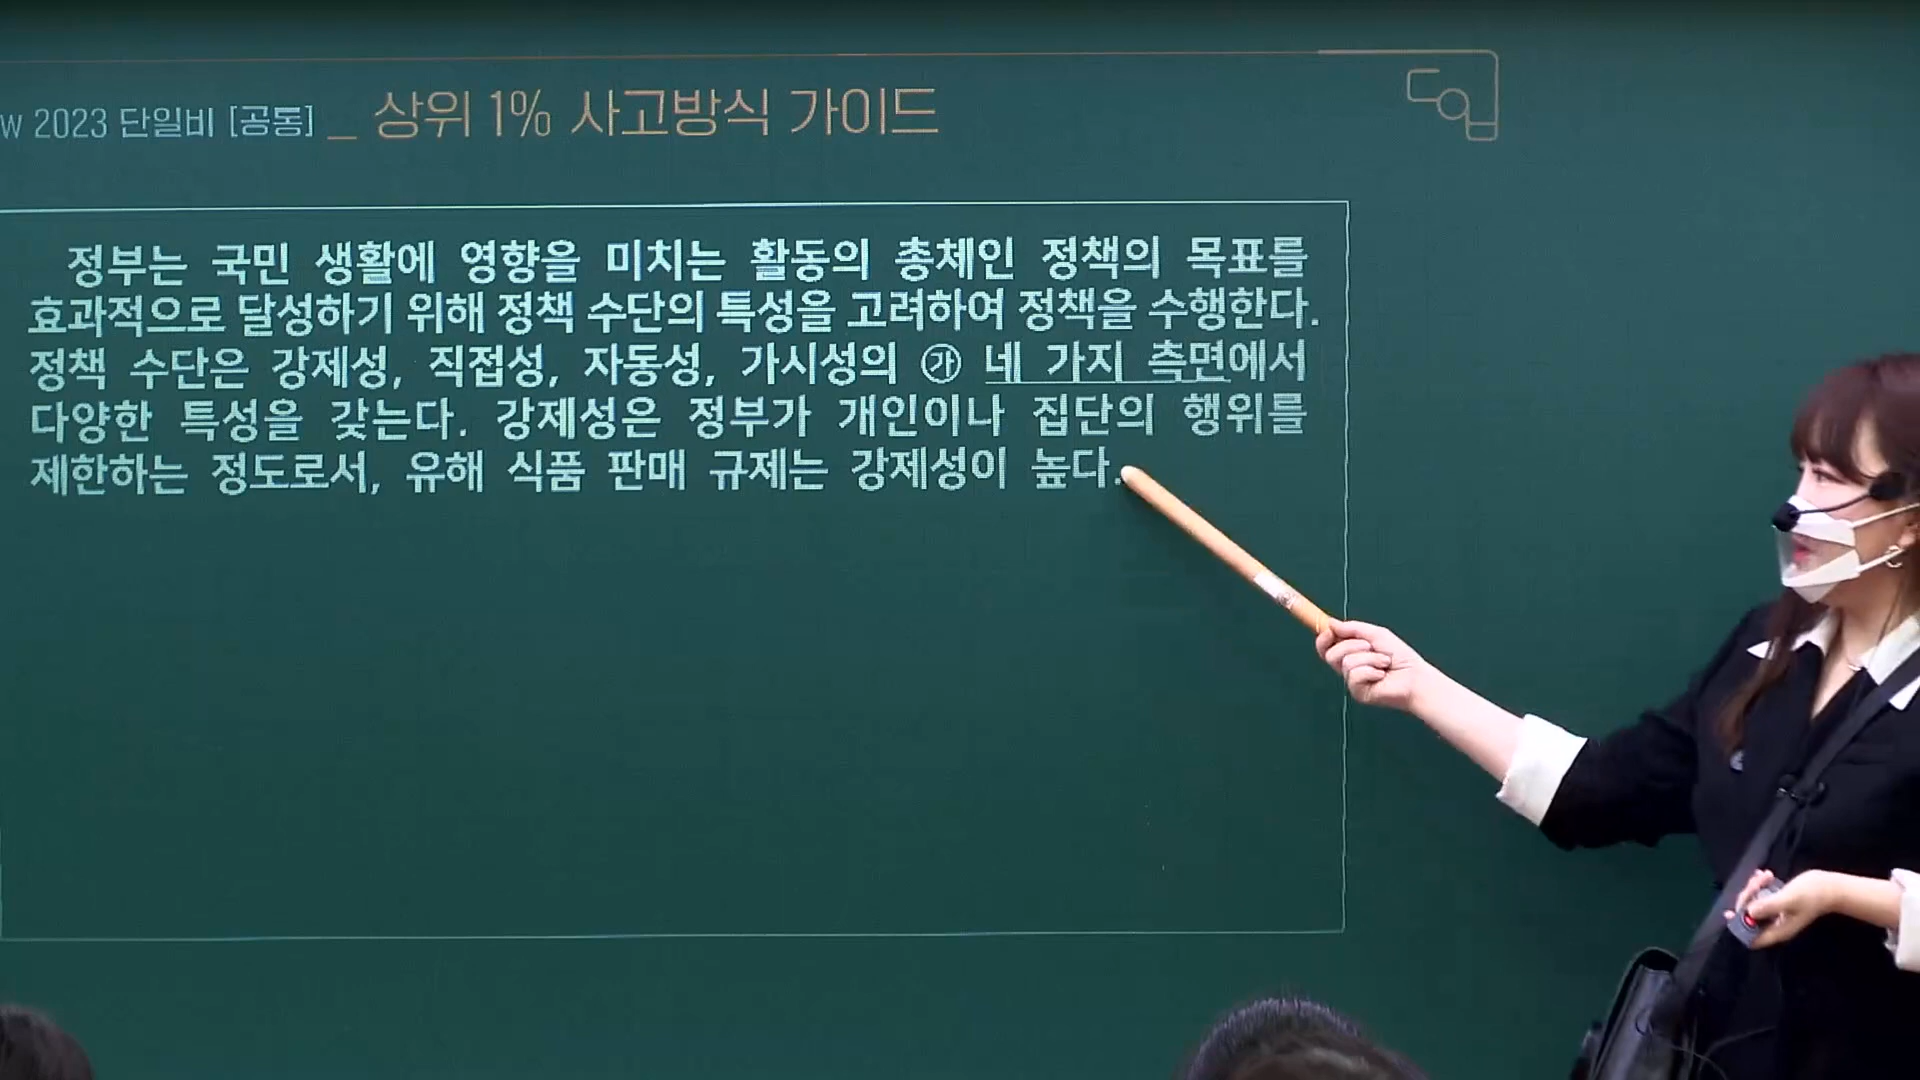 w 2023 단일비 [공통] _ 상위 1% 사고방식 가이드
정부는 국민 생활에 영향을 미치는 활동의 총체인 정책의 목표를
효과적으로 달성하기 위해 정책 수단의 특성을 고려하여 정책을 수행한다.
정책 수단은 강제성, 직접성, 자동성, 가시성의 ㉮ 네 가지 측면에서
다양한 특성을 갖는다. 강제성은 정부가 개인이나 집단의 행위를
제한하는 정도로서, 유해 식품 판매 규제는 강제성이 높다.